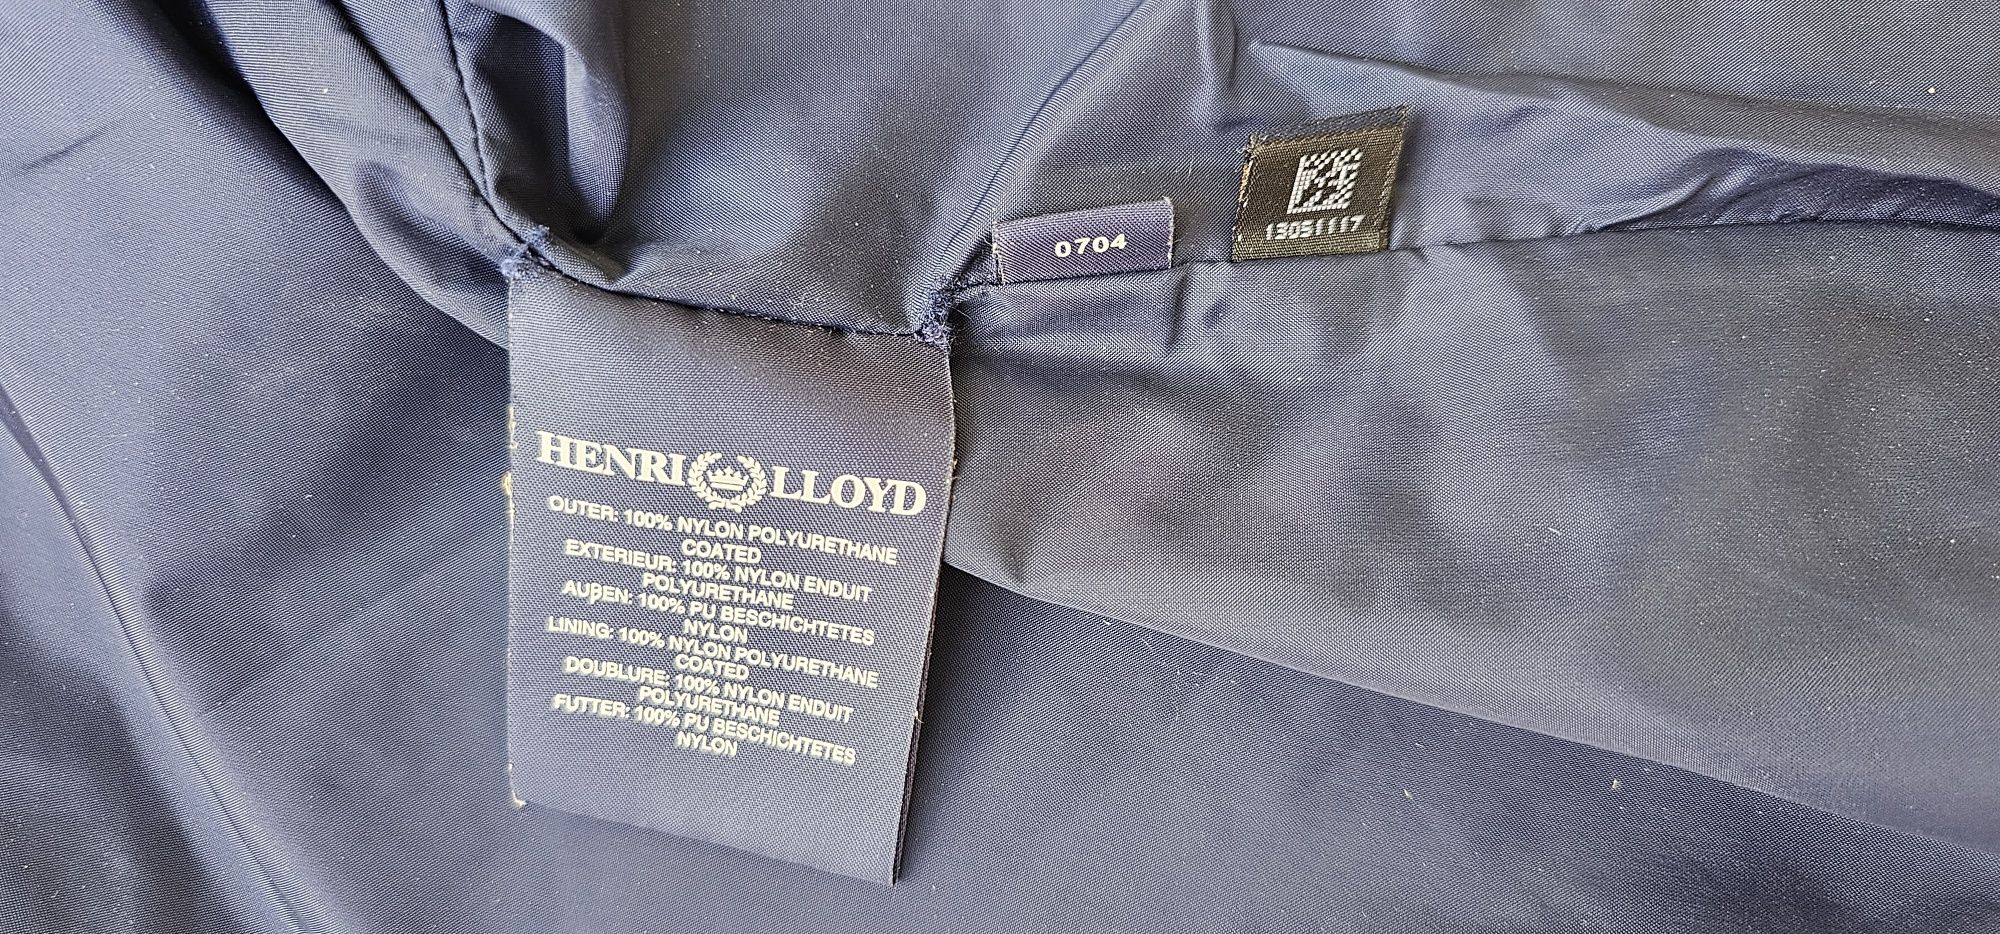 13051117
0704
HENRI LLOYD
OUTER: 100% NYLON POLYURETHANE
COATED
EXTERIEUR: 100% NYLON ENDUIT
POLYURETHANE
AUßEN: 100% PU BESCHICHTETES
NYLON
LINING: 100% NYLON POLYURETHANE
COATED
DOUBLURE: 100% NYLON ENDUIT
POLYURETHANE
FUTTER: 100% PU BESCHICHTETES
NYLON